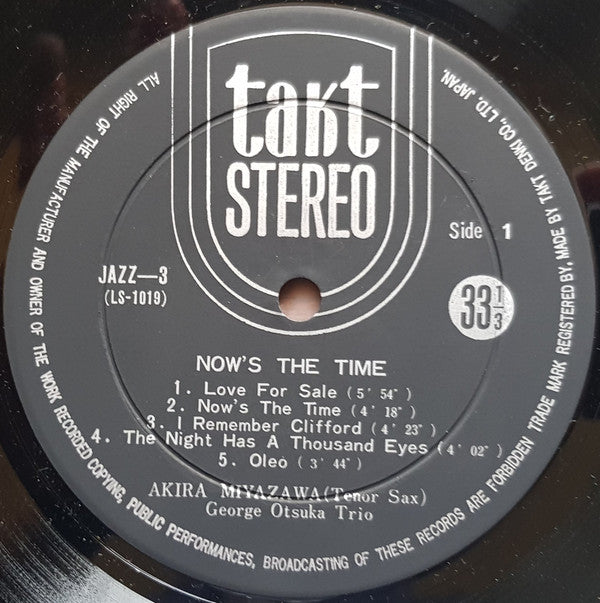 takt
STEREO
Side 1
JAZZ—3
(LS-1019)
33 1/3
NOW'S THE TIME
1. Love For Sale (5' 54")
2. Now's The Time (4' 18")
3. I Remember Clifford (4' 23")
4. The Night Has A Thousand Eyes (4' 02")
5. Oleo (3' 44")
AKIRA MIYAZAWA (Tenor Sax)
George Otsuka Trio
ALL RIGHT OF THE MANUFACTURER AND OWNER OF THE WORK RECORDED COPYING, PUBLIC PERFORMANCES, BROADCASTING OF THESE RECORDS ARE FORBIDDEN TRADE MARK REGISTERED BY, MADE BY TAKT DENKI CO., LTD. JAPAN.